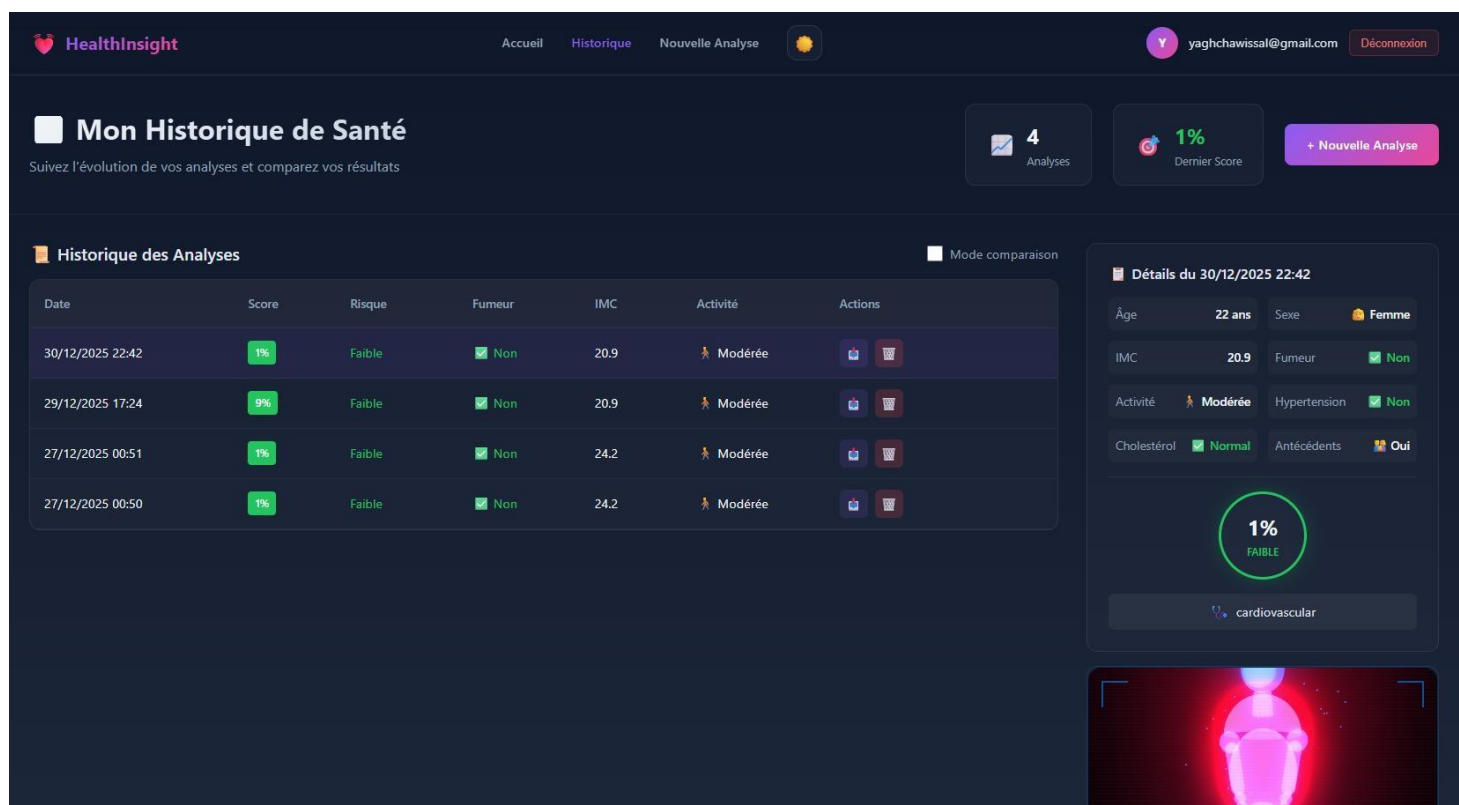 HealthInsight
Accueil Historique Nouvelle Analyse
Y yaghchawissal@gmail.com Déconnexion
Mon Historique de Santé
Suivez l'évolution de vos analyses et comparez vos résultats
4
Analyses
1%
Dernier Score
+ Nouvelle Analyse
Historique des Analyses
Mode comparaison
Date Score Risque Fumeur IMC Activité Actions
30/12/2025 22:42 1% Faible Non 20.9 Modérée
29/12/2025 17:24 9% Faible Non 20.9 Modérée
27/12/2025 00:51 1% Faible Non 24.2 Modérée
27/12/2025 00:50 1% Faible Non 24.2 Modérée
Détails du 30/12/2025 22:42
Âge 22 ans Sexe Femme
IMC 20.9 Fumeur Non
Activité Modérée Hypertension Non
Cholestérol Normal Antécédents Oui
1%
FAIBLE
cardiovascular